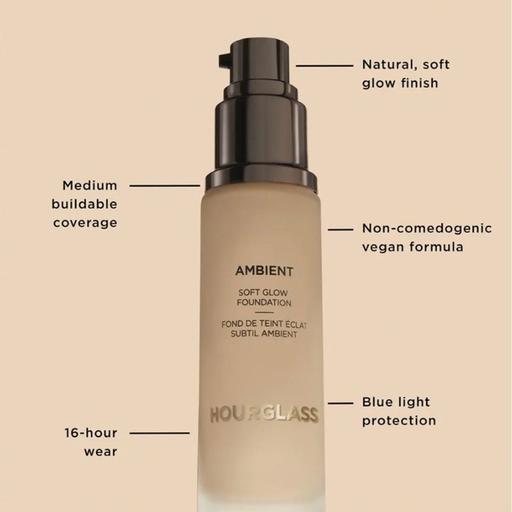 Natural, soft
glow finish
Medium
buildable
coverage
Non-comedogenic
vegan formula
AMBIENT
SOFT GLOW
FOUNDATION
FOND DE TEINT ÉCLAT
SUBTIL AMBIENT
HOURGLASS
Blue light
protection
16-hour
wear